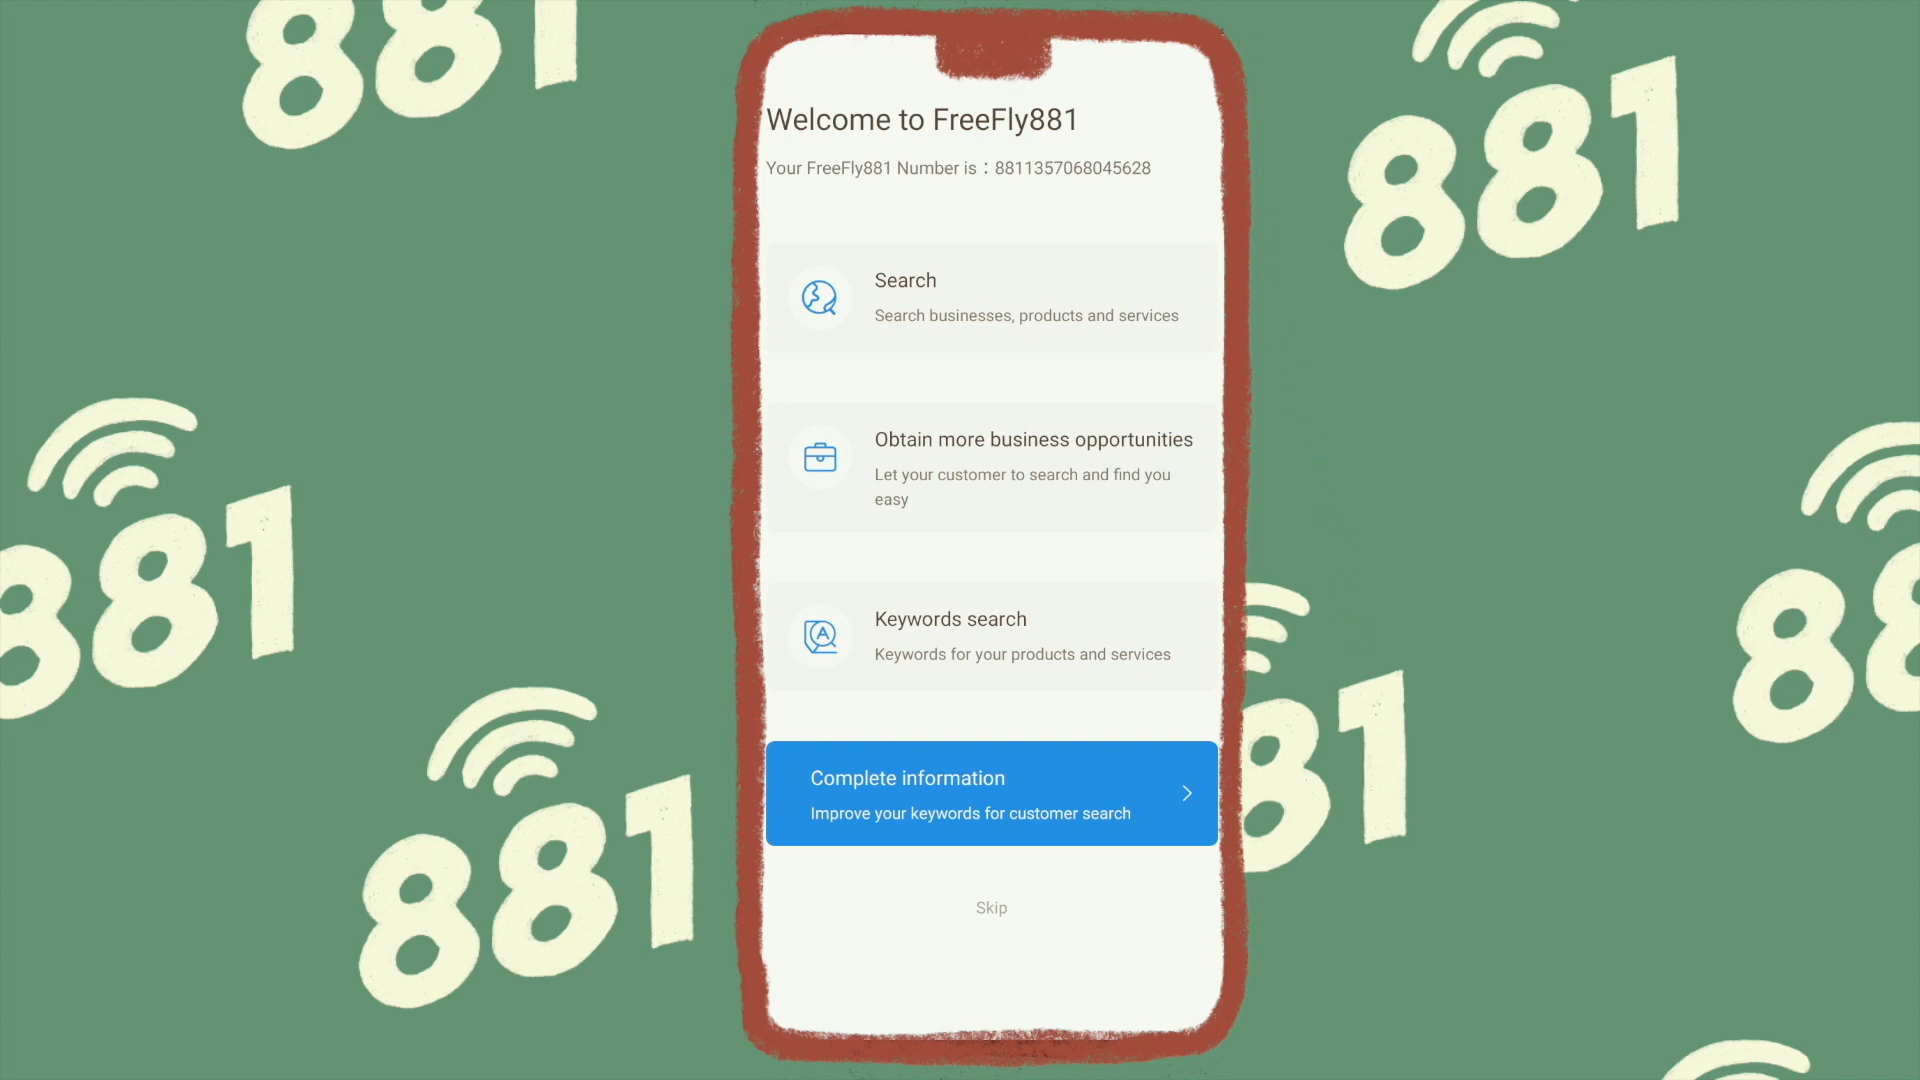 881
881
Welcome to FreeFly881
Your FreeFly881 Number is：8811357068045628
Search
Search businesses, products and services
Obtain more business opportunities
Let your customer to search and find you
easy
Keywords search
Keywords for your products and services
Complete information
Improve your keywords for customer search
Skip
881
881
881
88